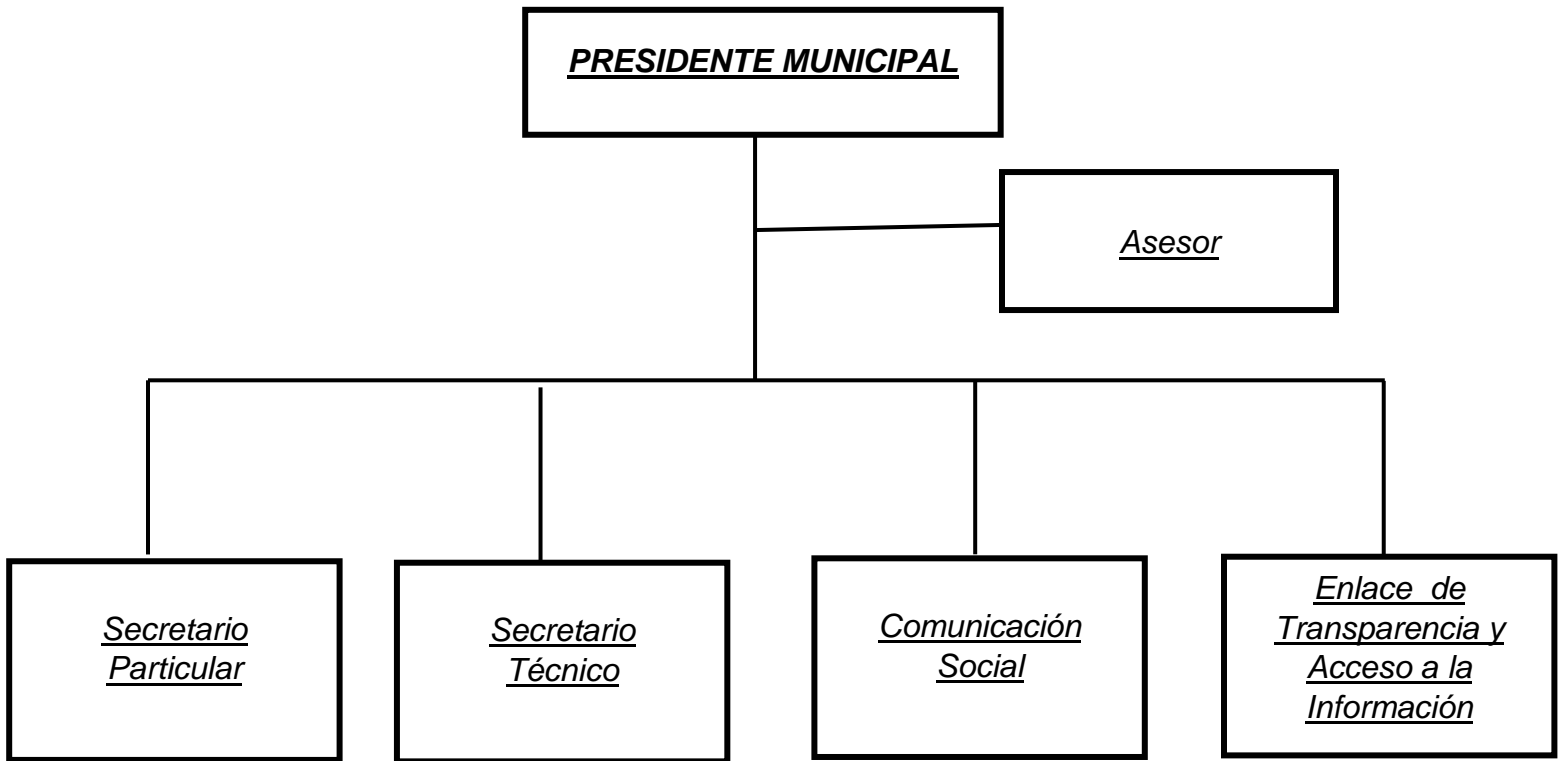 PRESIDENTE MUNICIPAL
Asesor
Secretario
Particular
Secretario
Técnico
Comunicación
Social
Enlace de
Transparencia y
Acceso a la
Información